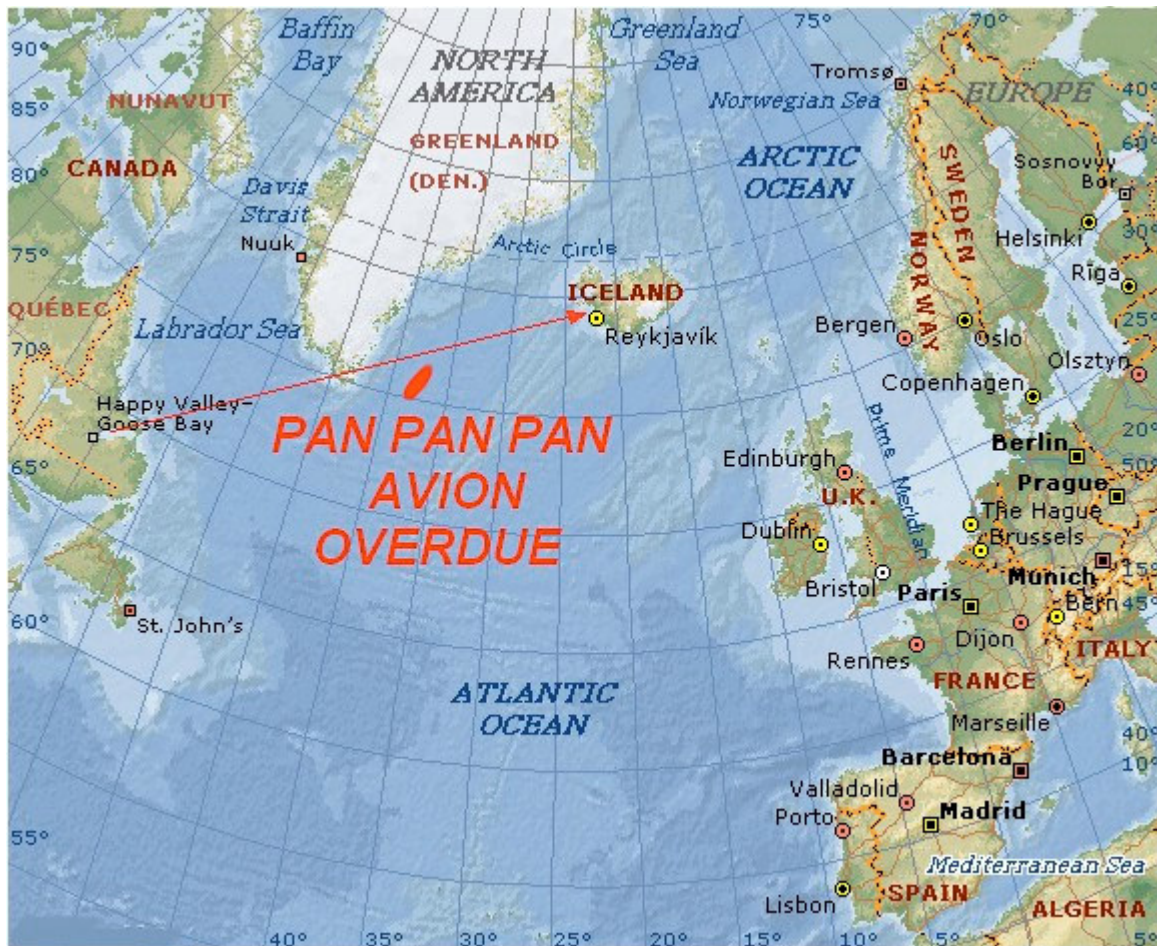 90°
Baffin
Bay
Greenland
Sea
75°
70°
85°
NORTH
AMERICA
Tromsø
EUROPE
40°
NUNAVUT
Norwegian Sea
GREENLAND
(DEN.)
ARCTIC
OCEAN
SWEDEN
60°
CANADA
80°
Davis
Strait
Sosnovyy
Bor
Nuuk
Arctic Circle
Helsinki
30°
75°
NORWAY
Rīga
ICELAND
QUÉBEC
Labrador Sea
Reykjavík
Bergen
Oslo
25°
70°
Olsztyn
Copenhagen
Happy Valley-
Goose Bay
PAN PAN PAN
AVION
OVERDUE
Prime Meridian
20°
Berlin
Edinburgh
50°
65°
U.K.
Prague
The Hague
Dublin
Brussels
Munich
15°
Bristol
Paris
Bern
45°
60°
St. John's
Dijon
ITALY
Rennes
FRANCE
ATLANTIC
OCEAN
Marseille
40°
Barcelona
10°
Valladolid
Porto
Madrid
55°
Mediterranean Sea
Lisbon
SPAIN
ALGERIA
40°
35°
30°
25°
20°
15°
10°
5°
0°
5°